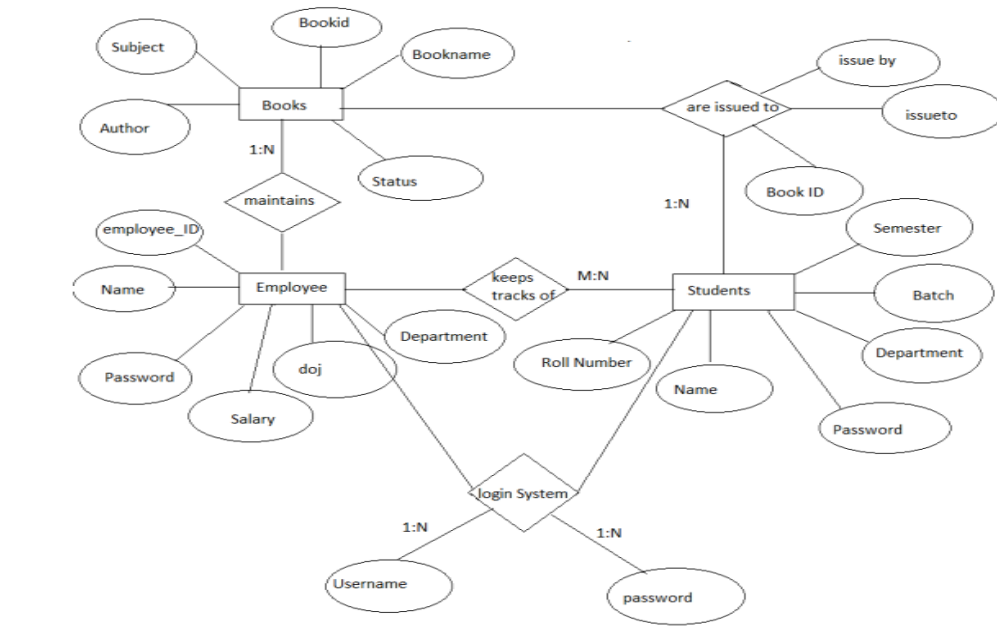 Bookid
Subject
Bookname
issue by
Books
are issued to
issueto
Author
1:N
Status
Book ID
maintains
1:N
employee_ID
Semester
keeps
tracks of
M:N
Name
Employee
Students
Batch
Department
Department
Roll Number
doj
Password
Name
Salary
Password
login System
1:N
1:N
Username
password